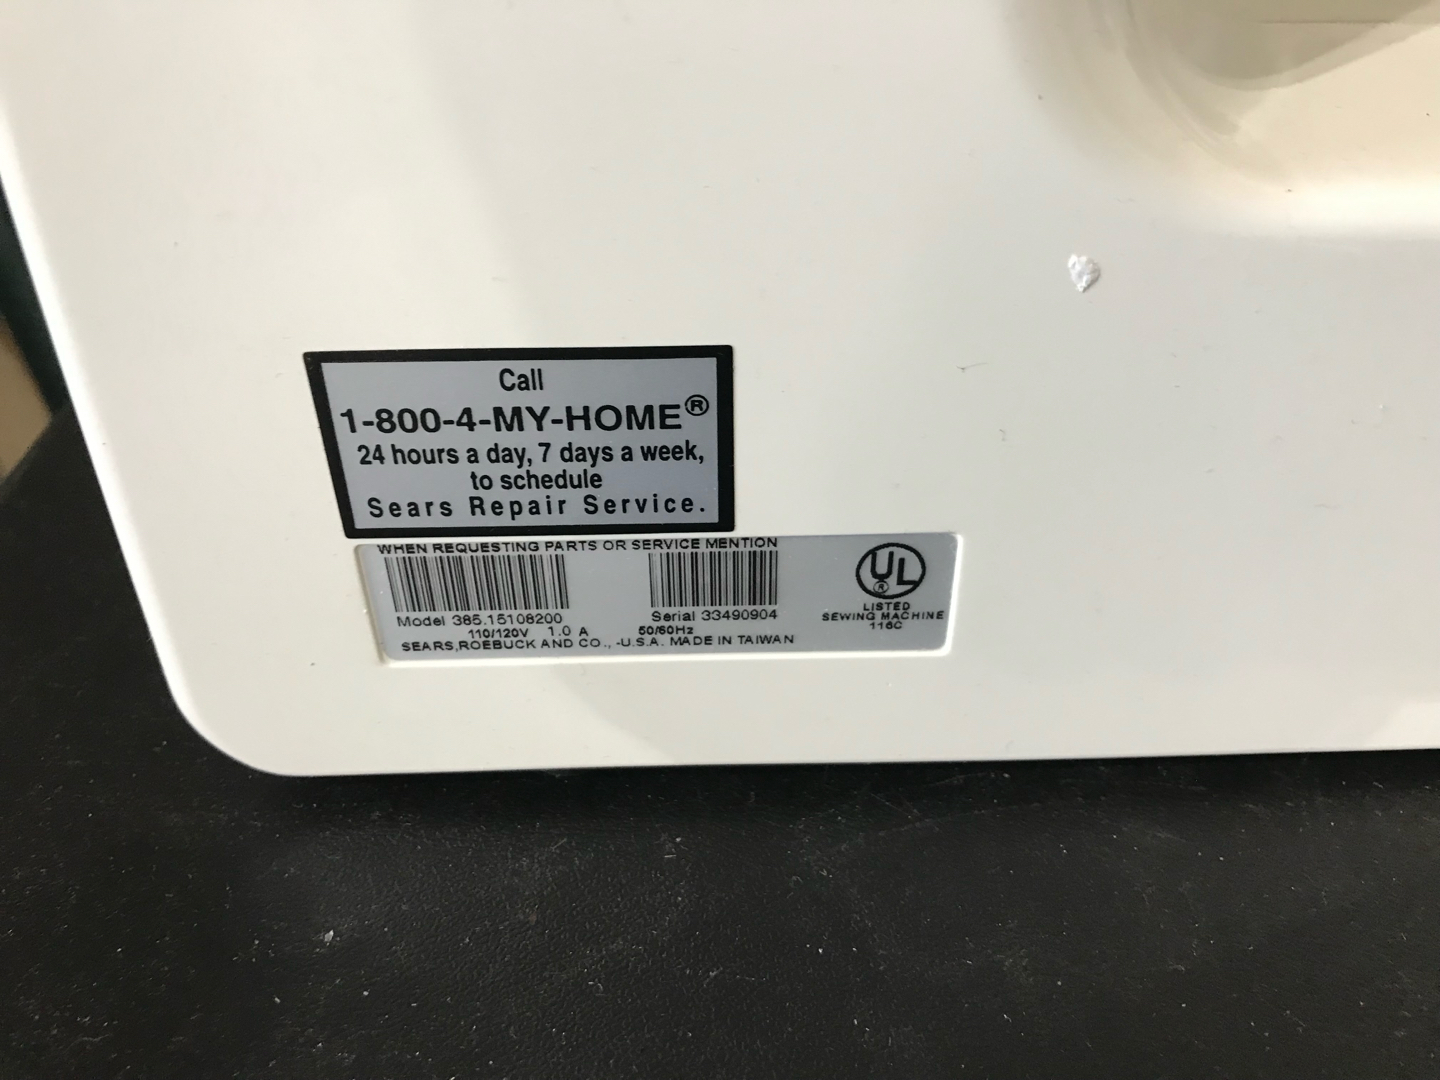 Call
1-800-4-MY-HOME®
24 hours a day, 7 days a week,
to schedule
Sears Repair Service.
WHEN REQUESTING PARTS OR SERVICE MENTION
Model 385.15108200 Serial 33490904
110/120V 1.0 A 50/60Hz
SEARS,ROEBUCK AND CO., -U.S.A. MADE IN TAIWAN
UL ®
LISTED
SEWING MACHINE
116C